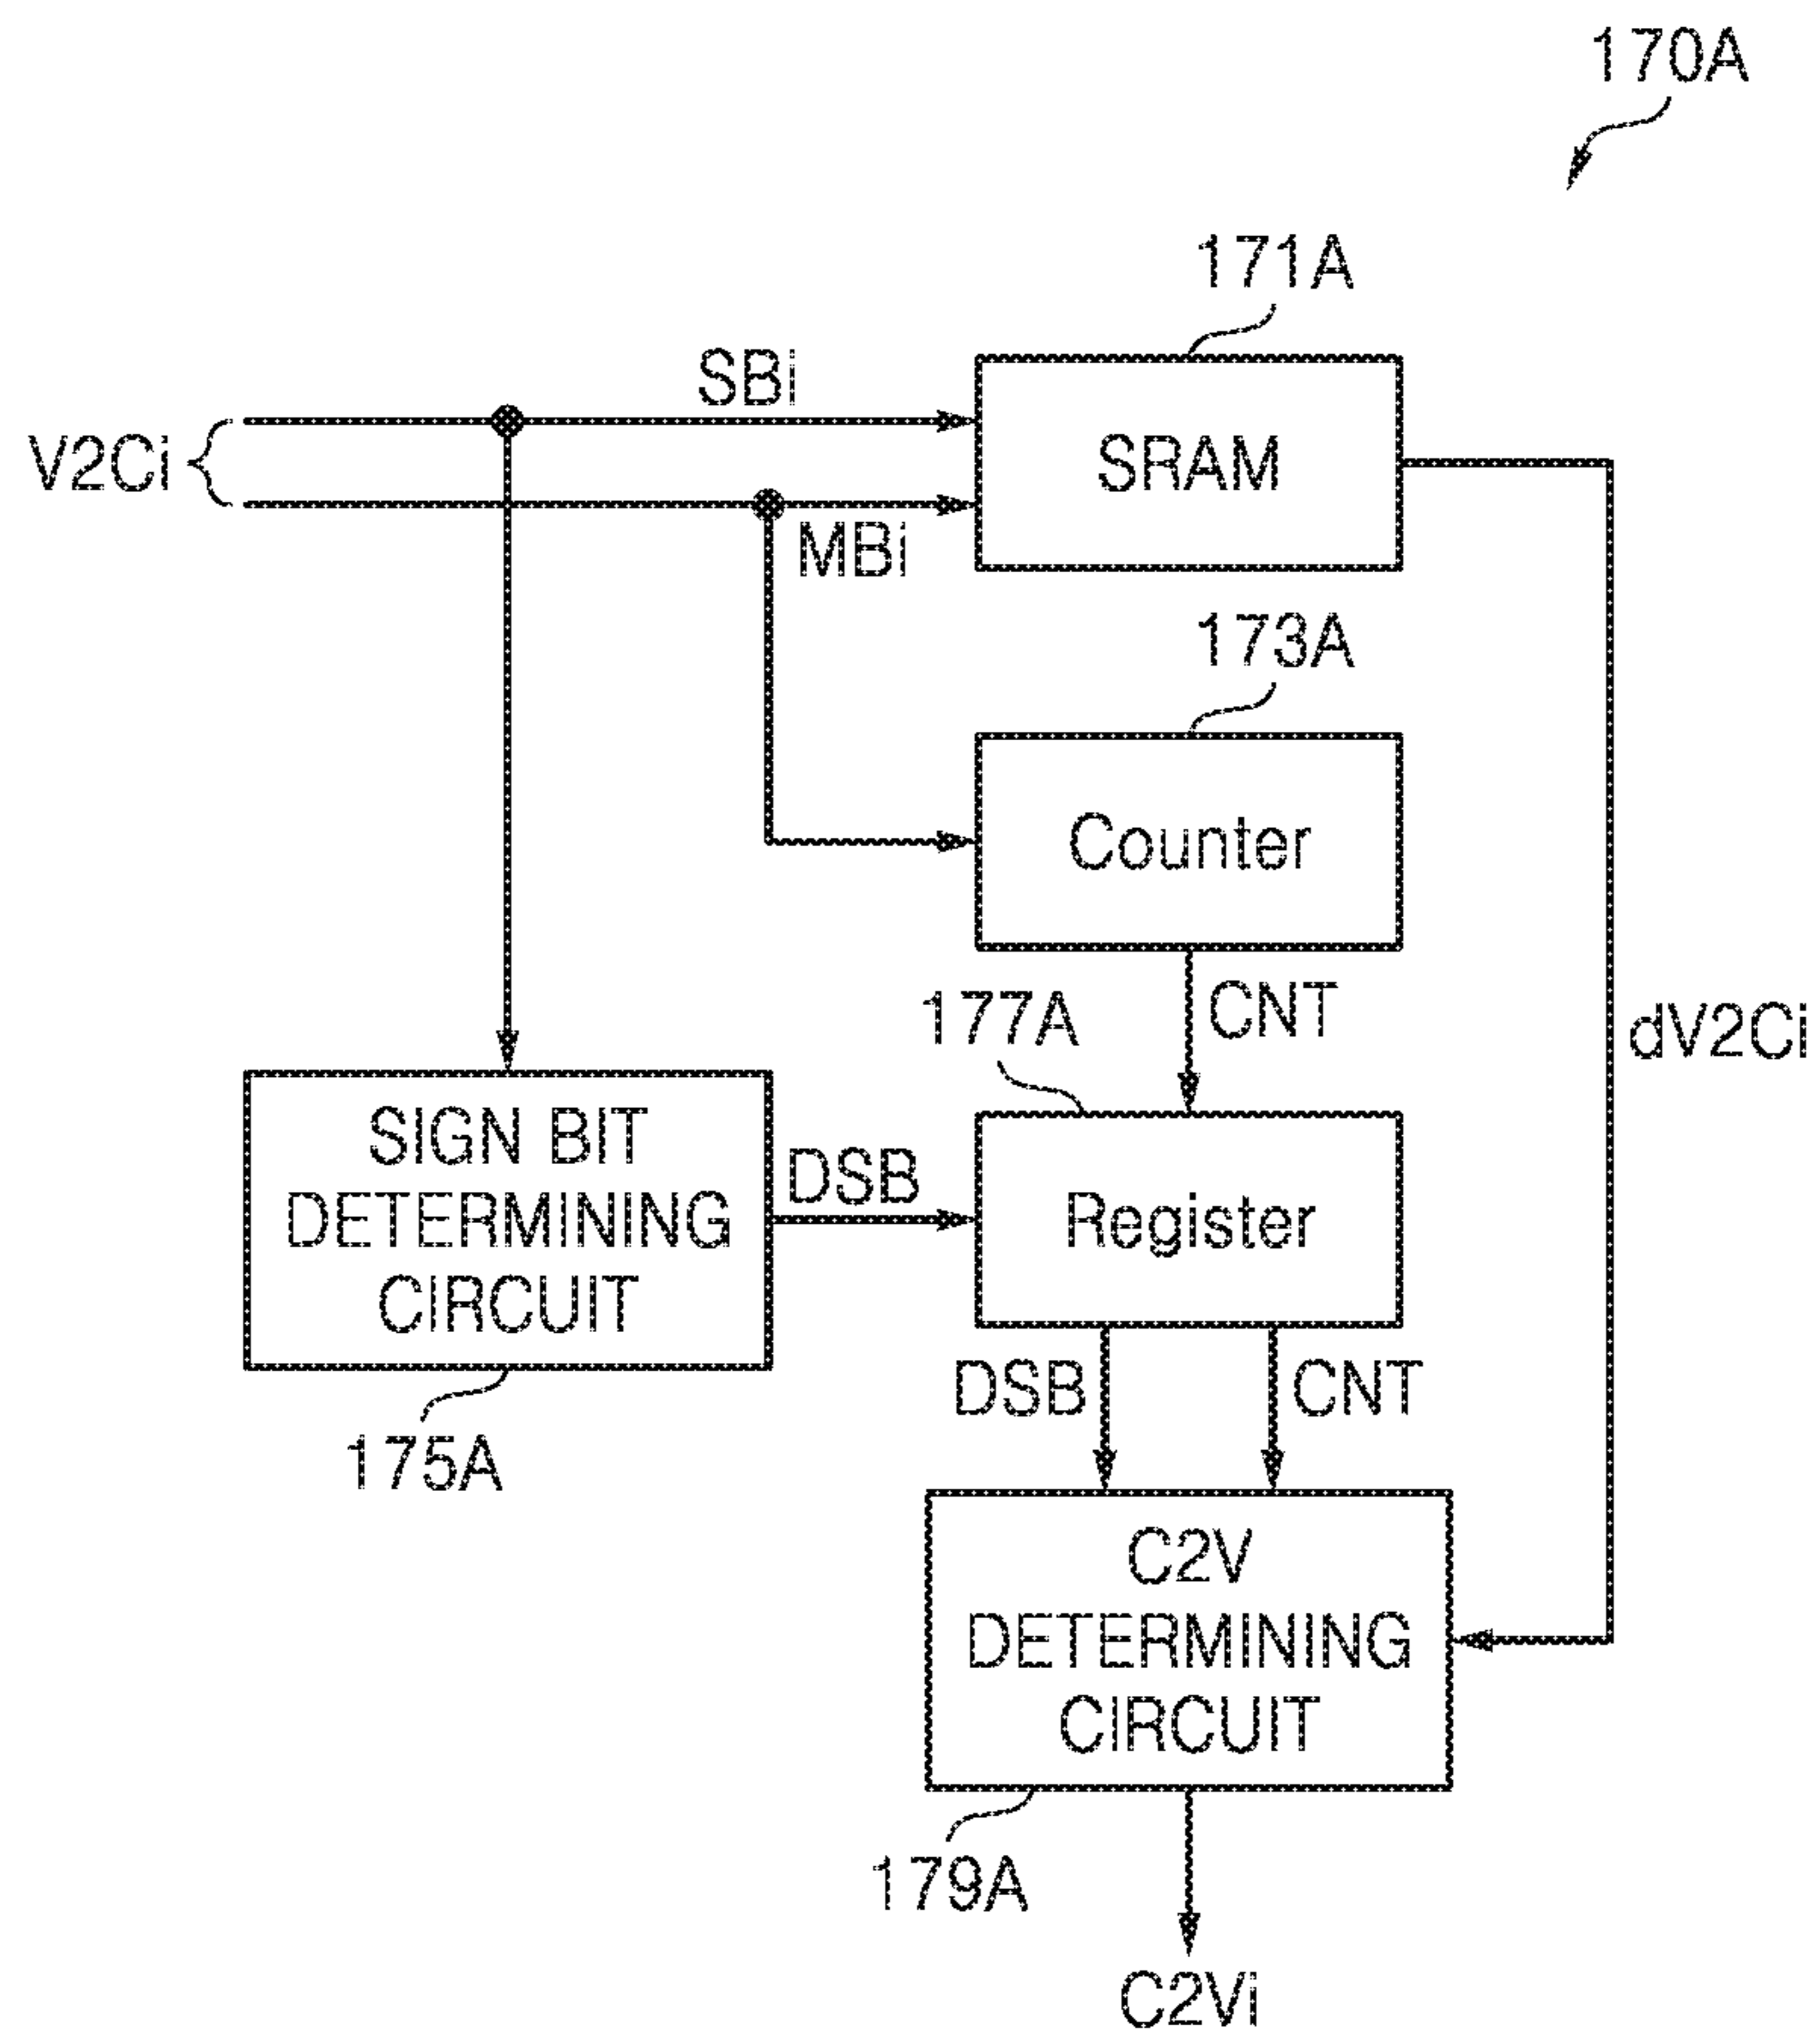 170A
171A
SBi
V2Ci
SRAM
MBi
173A
Counter
CNT
177A
dV2Ci
SIGN BIT
DETERMINING
CIRCUIT
DSB
Register
175A
DSB
CNT
C2V
DETERMINING
CIRCUIT
179A
C2Vi